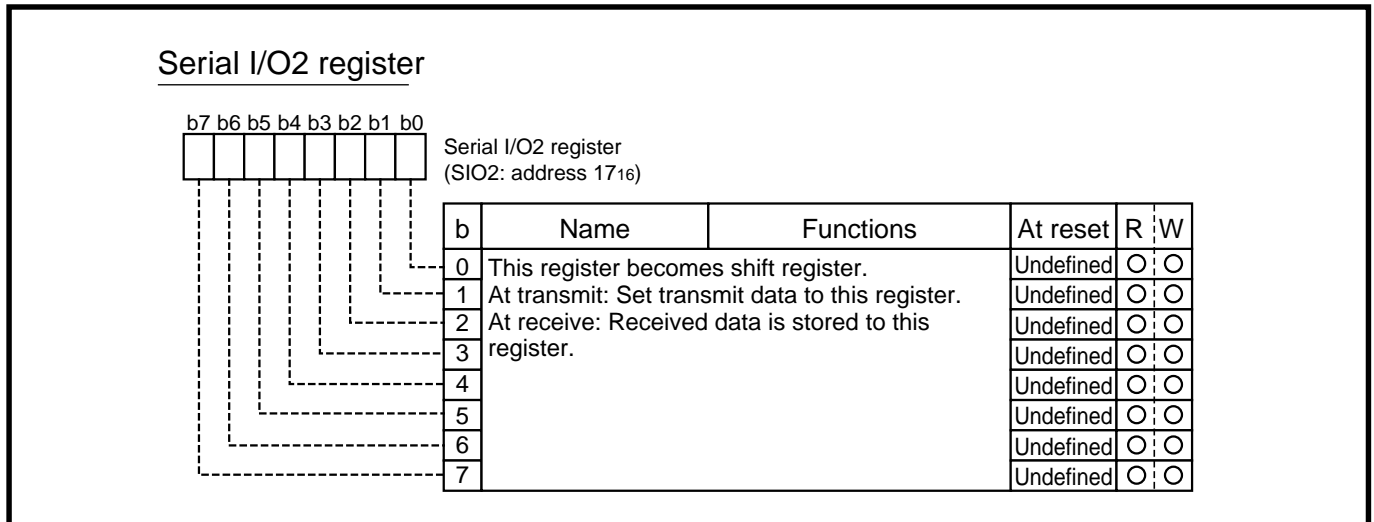 Serial I/O2 register
b7 b6 b5 b4 b3 b2 b1 b0
Serial I/O2 register
(SIO2: address 1716)
b Name Functions At reset R W
0 This register becomes shift register. Undefined ○ ○
1 At transmit: Set transmit data to this register. Undefined ○ ○
2 At receive: Received data is stored to this Undefined ○ ○
3 register. Undefined ○ ○
4 Undefined ○ ○
5 Undefined ○ ○
6 Undefined ○ ○
7 Undefined ○ ○